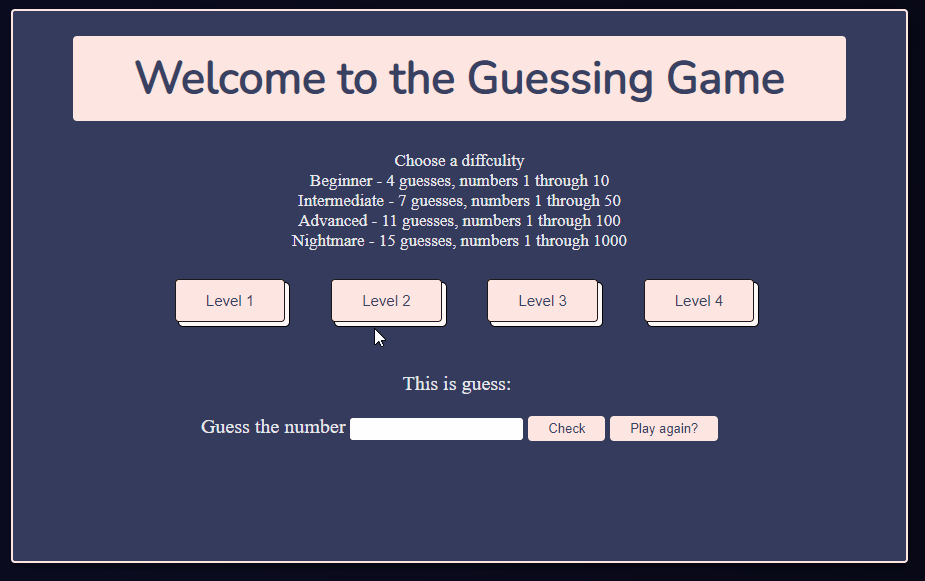 Welcome to the Guessing Game
Choose a diffculity
Beginner - 4 guesses, numbers 1 through 10
Intermediate - 7 guesses, numbers 1 through 50
Advanced - 11 guesses, numbers 1 through 100
Nightmare - 15 guesses, numbers 1 through 1000
Level 1 Level 2 Level 3 Level 4
This is guess:
Guess the number Check Play again?